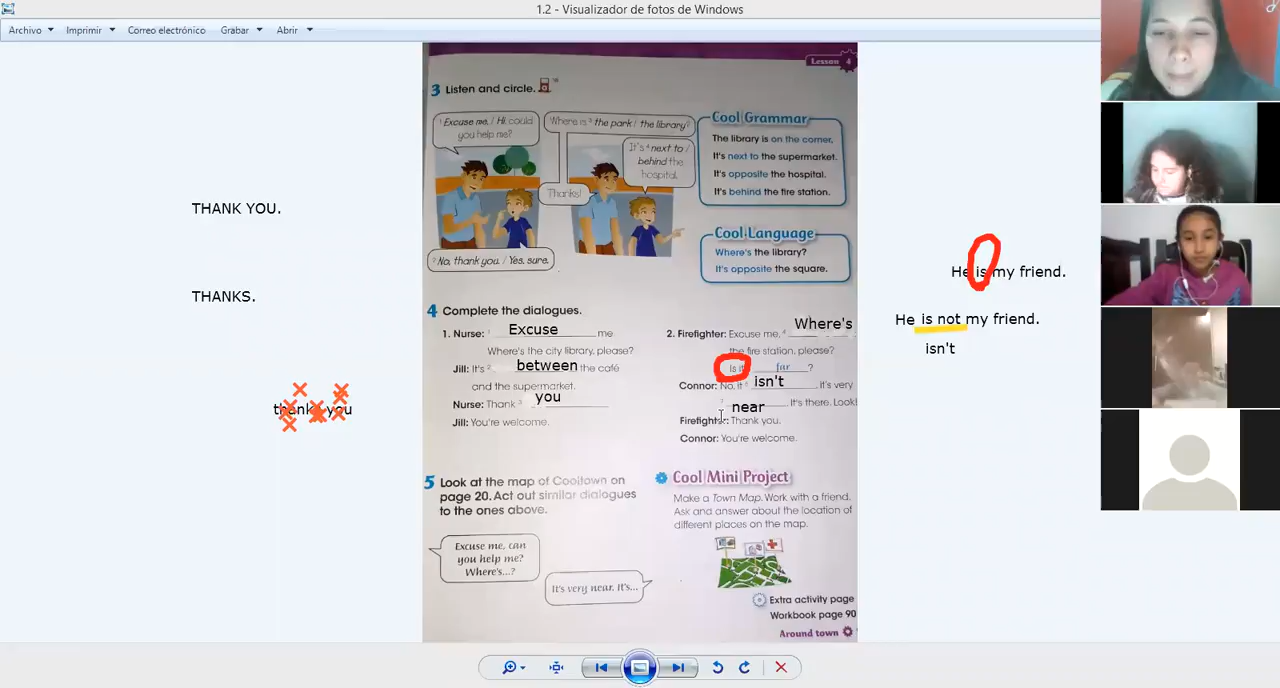 1.2 - Visualizador de fotos de Windows
Archivo Imprimir Correo electrónico Grabar Abrir
Lesson 4
3 Listen and circle.
1 Excuse me. / Hi, could
you help me?
Where is 3 the park / the library?
It's 4 next to /
behind the
hospital.
Thanks!
2 No, thank you. / Yes, sure.
Cool Grammar
The library is on the corner.
It's next to the supermarket.
It's opposite the hospital.
It's behind the fire station.
Cool Language
Where's the library?
It's opposite the square.
THANK YOU.
THANKS.
thank you
4 Complete the dialogues.
1. Nurse: 1 Excuse me
Where's the city library, please?
Jill: It's 2 between the café
and the supermarket.
Nurse: Thank 3 you
Jill: You're welcome.
2. Firefighter: Excuse me, 4 Where's
the fire station, please?
Is it far ?
Connor: No, it isn't. It's very
7 near. It's there. Look!
Firefighter: Thank you.
Connor: You're welcome.
He is my friend.
He is not my friend.
isn't
5 Look at the map of Cooltown on
page 20. Act out similar dialogues
to the ones above.
Excuse me, can
you help me?
Where's...?
It's very near. It's...
Cool Mini Project
Make a Town Map. Work with a friend.
Ask and answer about the location of
different places on the map.
Extra activity page
Workbook page 90
Around town